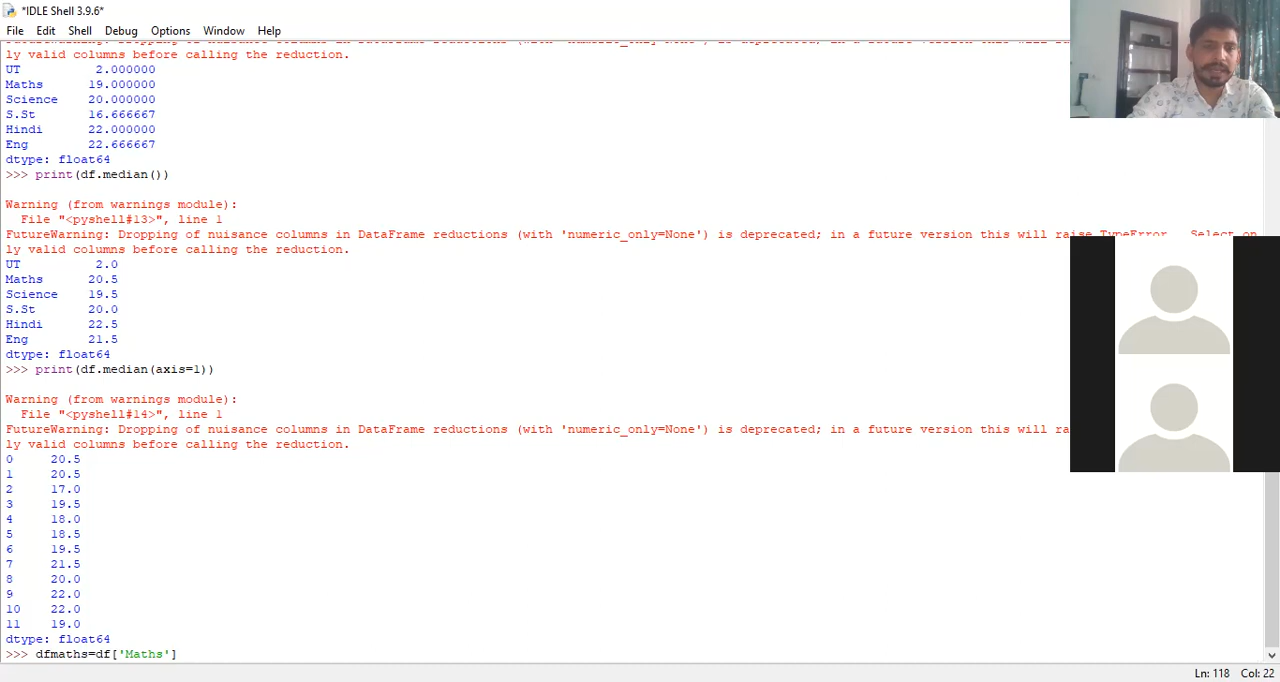 *IDLE Shell 3.9.6*
File Edit Shell Debug Options Window Help
ly valid columns before calling the reduction.
UT 2.000000
Maths 19.000000
Science 20.000000
S.St 16.666667
Hindi 22.000000
Eng 22.666667
dtype: float64
>>> print(df.median())
Warning (from warnings module):
File "<pyshell#13>", line 1
FutureWarning: Dropping of nuisance columns in DataFrame reductions (with 'numeric_only=None') is deprecated; in a future version this will raise TypeError. Select on
ly valid columns before calling the reduction.
UT 2.0
Maths 20.5
Science 19.5
S.St 20.0
Hindi 22.5
Eng 21.5
dtype: float64
>>> print(df.median(axis=1))
Warning (from warnings module):
File "<pyshell#14>", line 1
FutureWarning: Dropping of nuisance columns in DataFrame reductions (with 'numeric_only=None') is deprecated; in a future version this will ra
ly valid columns before calling the reduction.
0 20.5
1 20.5
2 17.0
3 19.5
4 18.0
5 18.5
6 19.5
7 21.5
8 20.0
9 22.0
10 22.0
11 19.0
dtype: float64
>>> dfmaths=df['Maths']
Ln: 118 Col: 22